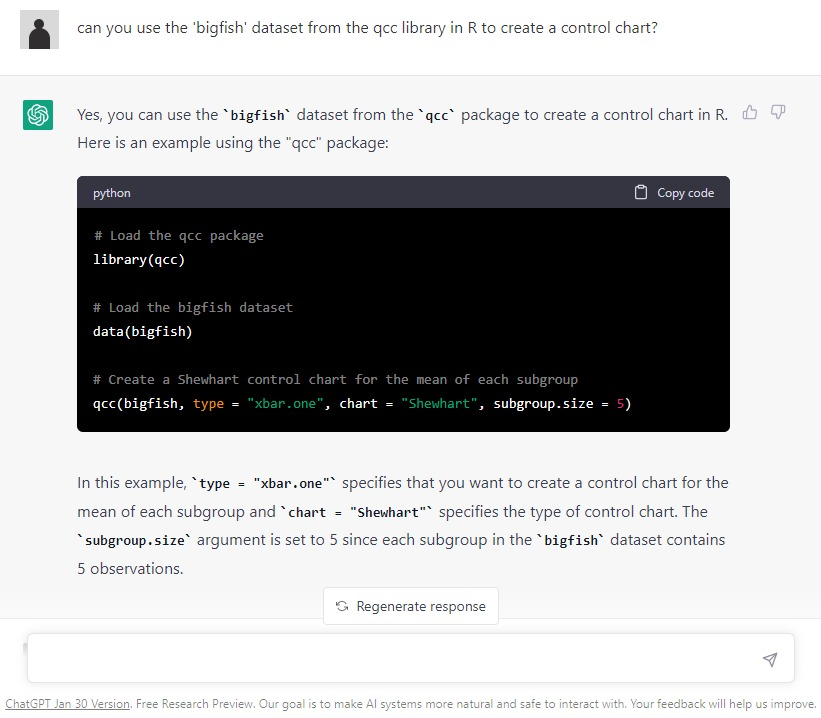 can you use the 'bigfish' dataset from the qcc library in R to create a control chart?
Yes, you can use the `bigfish` dataset from the `qcc` package to create a control chart in R.
Here is an example using the "qcc" package:
python
Copy code
# Load the qcc package
library(qcc)
# Load the bigfish dataset
data(bigfish)
# Create a Shewhart control chart for the mean of each subgroup
qcc(bigfish, type = "xbar.one", chart = "Shewhart", subgroup.size = 5)
In this example, `type = "xbar.one"` specifies that you want to create a control chart for the
mean of each subgroup and `chart = "Shewhart"` specifies the type of control chart. The
`subgroup.size` argument is set to 5 since each subgroup in the `bigfish` dataset contains
5 observations.
Regenerate response
ChatGPT Jan 30 Version. Free Research Preview. Our goal is to make AI systems more natural and safe to interact with. Your feedback will help us improve.